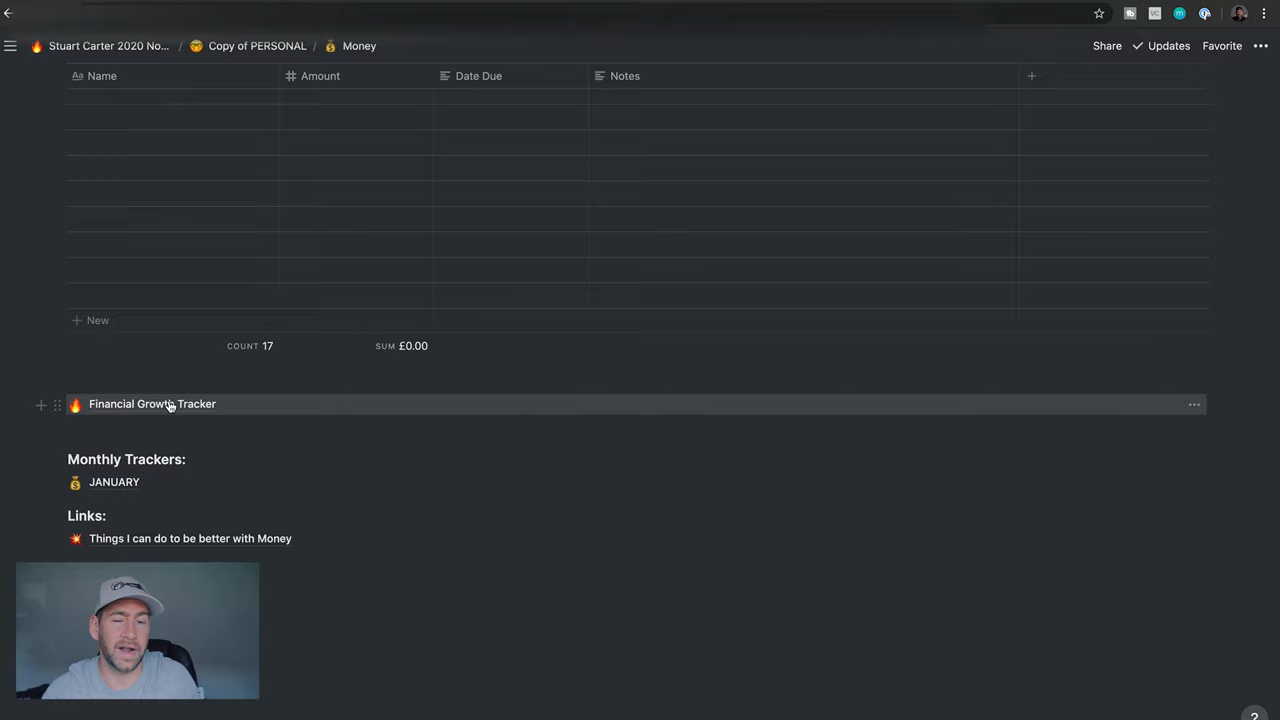 Stuart Carter 2020 No... / Copy of PERSONAL / Money Share Updates Favorite
Aa Name Amount Date Due Notes
New
COUNT 17 SUM £0.00
Financial Growth Tracker
Monthly Trackers:
JANUARY
Links:
Things I can do to be better with Money
?